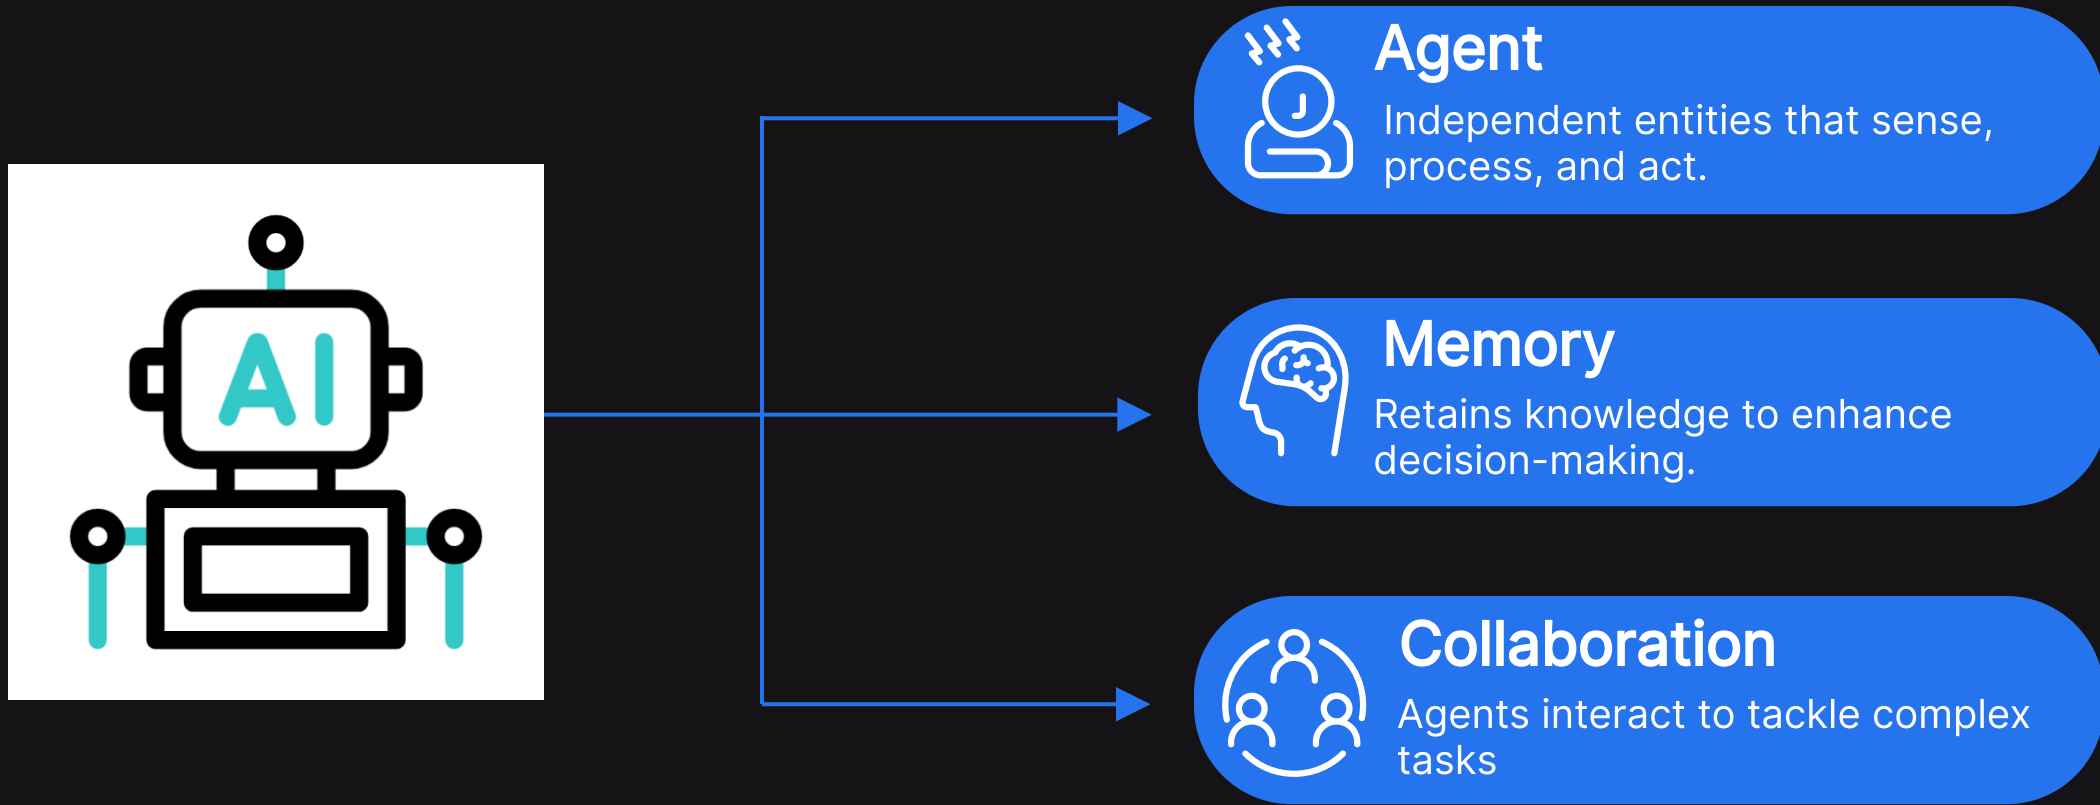 AI
Agent
Independent entities that sense,
process, and act.
Memory
Retains knowledge to enhance
decision-making.
Collaboration
Agents interact to tackle complex
tasks